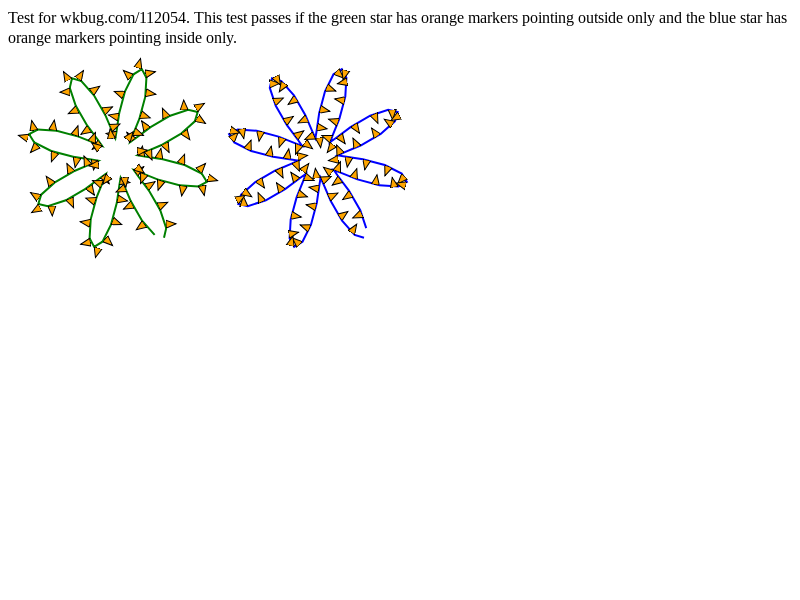 Test for wkbug.com/112054. This test passes if the green star has orange markers pointing outside only and the blue star has
orange markers pointing inside only.